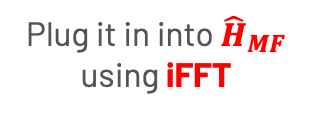 Plug it in into Ĥ_MF
using iFFT